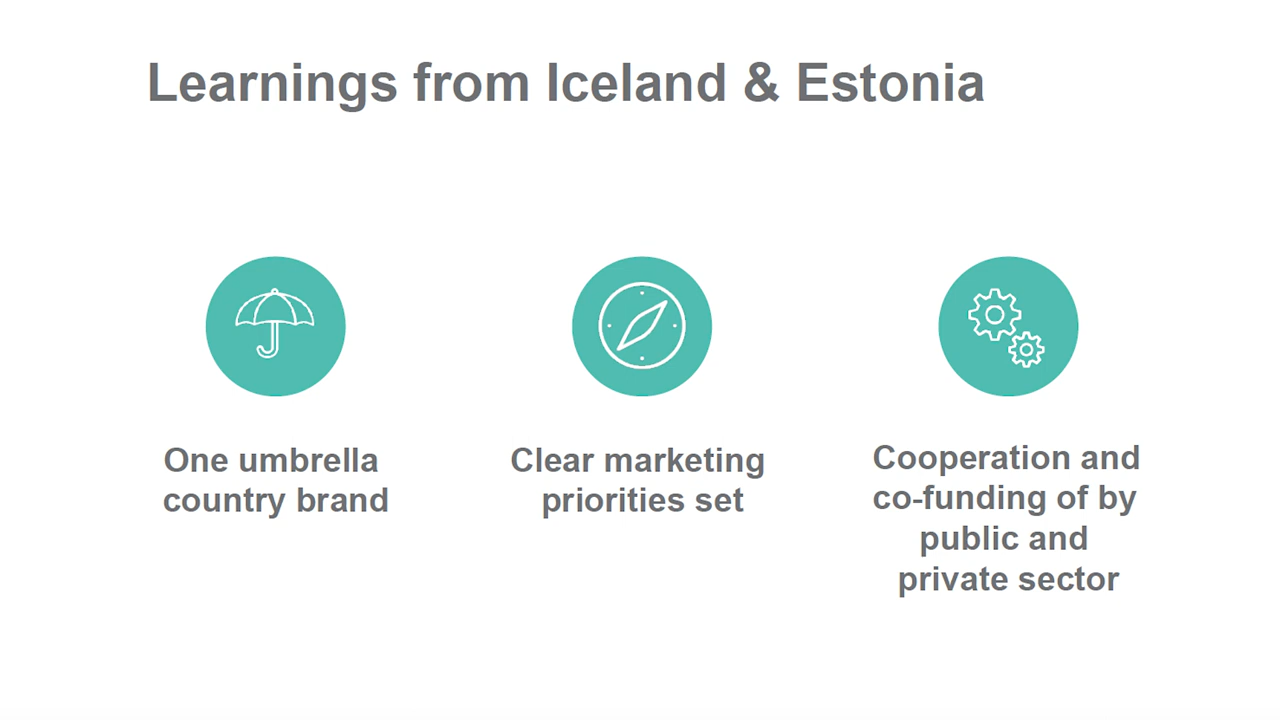 Learnings from Iceland & Estonia
One umbrella
country brand
Clear marketing
priorities set
Cooperation and
co-funding of by
public and
private sector